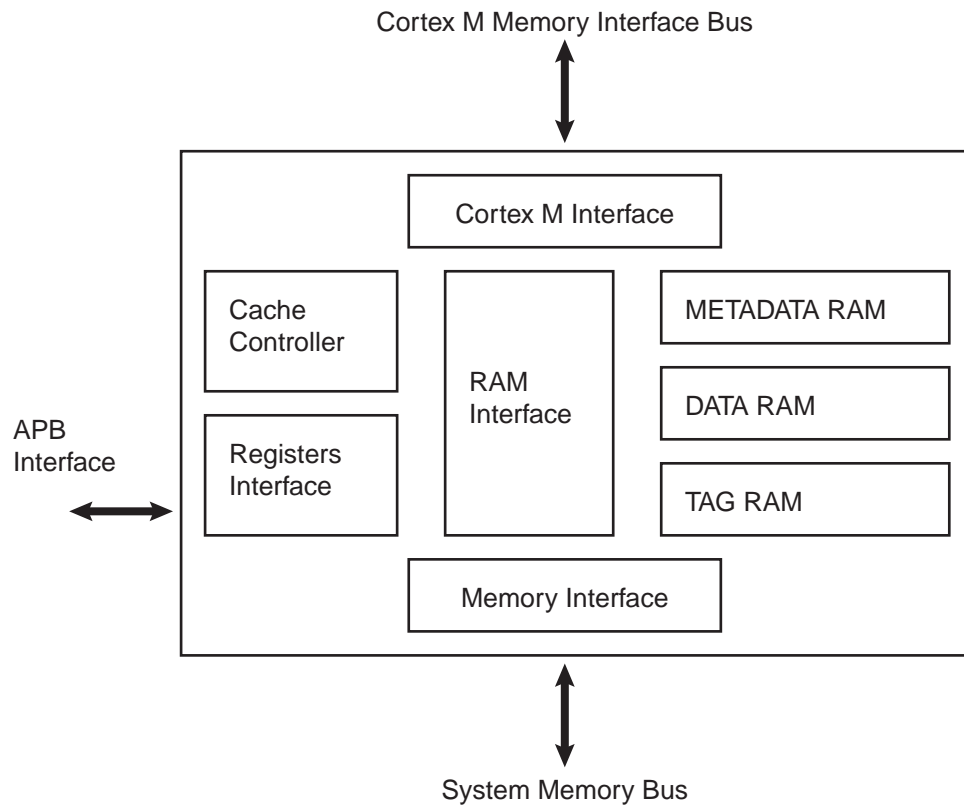 Cortex M Memory Interface Bus
Cortex M Interface
Cache
Controller
RAM
Interface
METADATA RAM
DATA RAM
TAG RAM
APB
Interface
Registers
Interface
Memory Interface
System Memory Bus